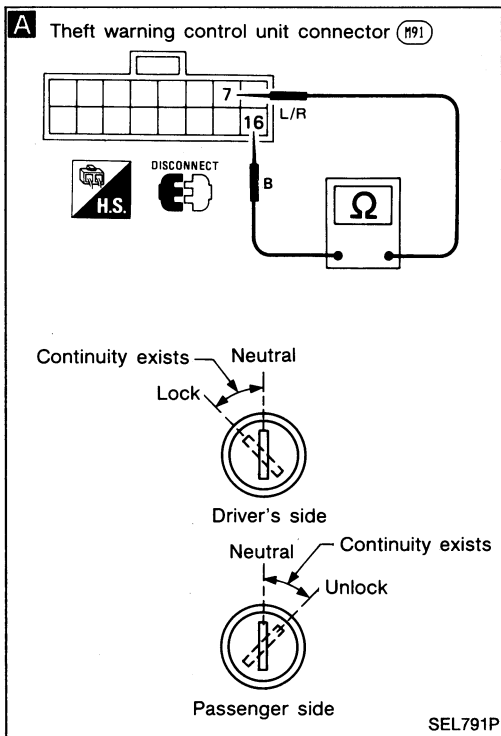 A Theft warning control unit connector M91
7
L/R
16
DISCONNECT
H.S.
B
Ω
Continuity exists
Neutral
Lock
Driver's side
Neutral
Continuity exists
Unlock
Passenger side
SEL791P